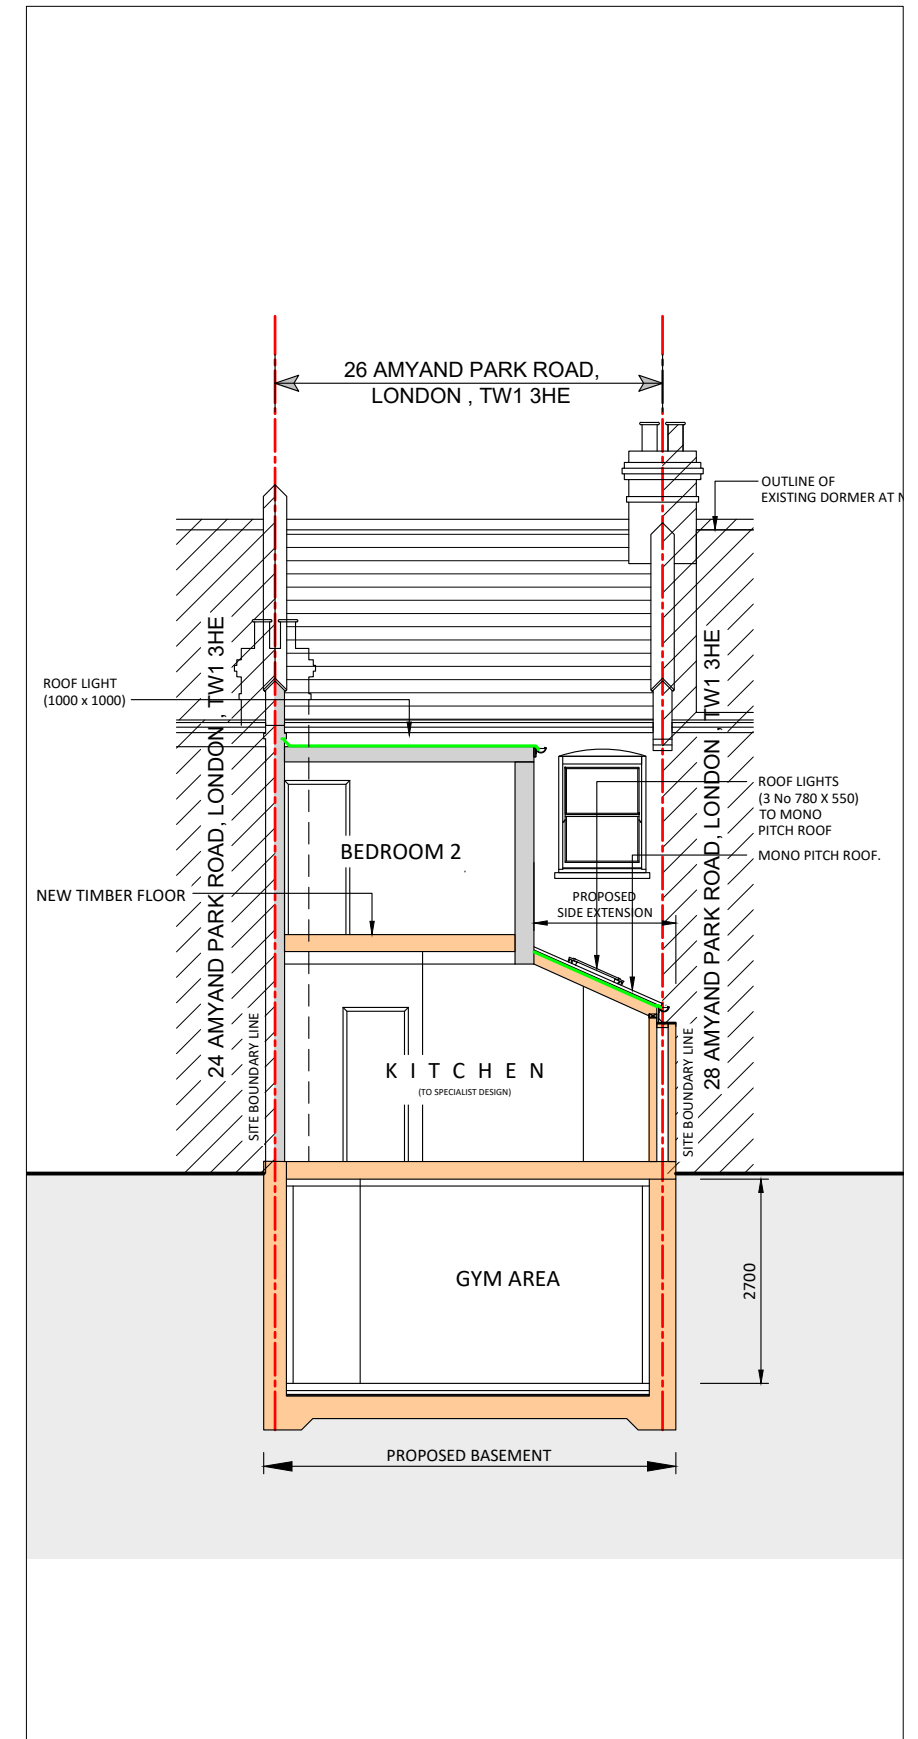 26 AMYAND PARK ROAD,
LONDON , TW1 3HE
OUTLINE OF
EXISTING DORMER AT N
24 AMYAND PARK ROAD, LONDON , TW1 3HE
28 AMYAND PARK ROAD, LONDON , TW1 3HE
ROOF LIGHT
(1000 x 1000)
ROOF LIGHTS
(3 No 780 X 550)
TO MONO
PITCH ROOF
MONO PITCH ROOF.
BEDROOM 2
NEW TIMBER FLOOR
PROPOSED
SIDE EXTENSION
SITE BOUNDARY LINE
KITCHEN
(TO SPECIALIST DESIGN)
SITE BOUNDARY LINE
GYM AREA
2700
PROPOSED BASEMENT